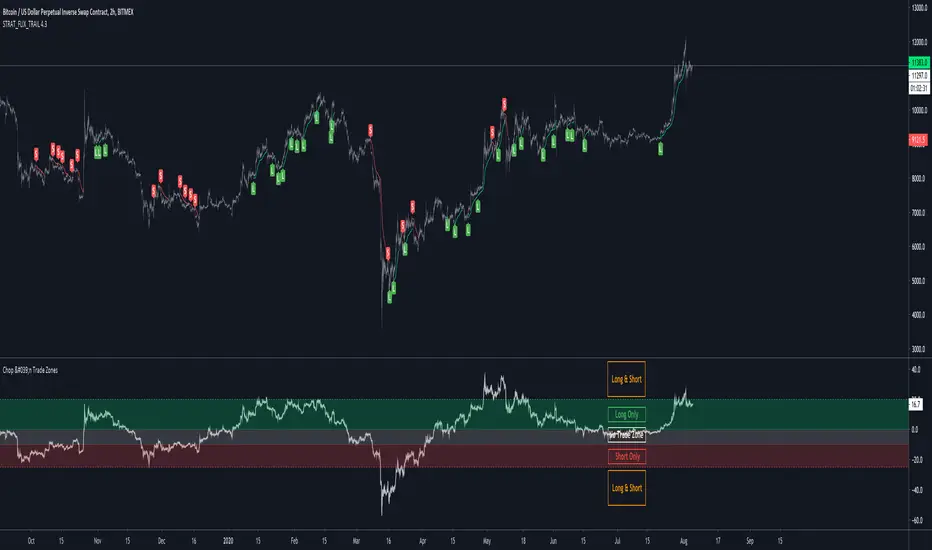 Bitcoin / US Dollar Perpetual Inverse Swap Contract, 2h, BITMEX
STRAT_FLIX_TRAIL 4.3
13000.0
12000.0
11383.0
11297.0
01:02:31
10000.0
9131.5
8000.0
7000.0
6000.0
5000.0
4000.0
3000.0
S S S S S S L L L S S S S S S L L L L L L L L L L S S L L S L S L L L L S L S L L L L L L L L
Chop &#039;n Trade Zones
40.0
Long & Short
16.7
Long Only
0.0
Trade Zone
Short Only
-20.0
Long & Short
-40.0
-60.0
Oct 15 Nov 15 Dec 16 2020 15 Feb 15 Mar 16 Apr 15 May 18 Jun 15 Jul 15 Aug 17 Sep 15